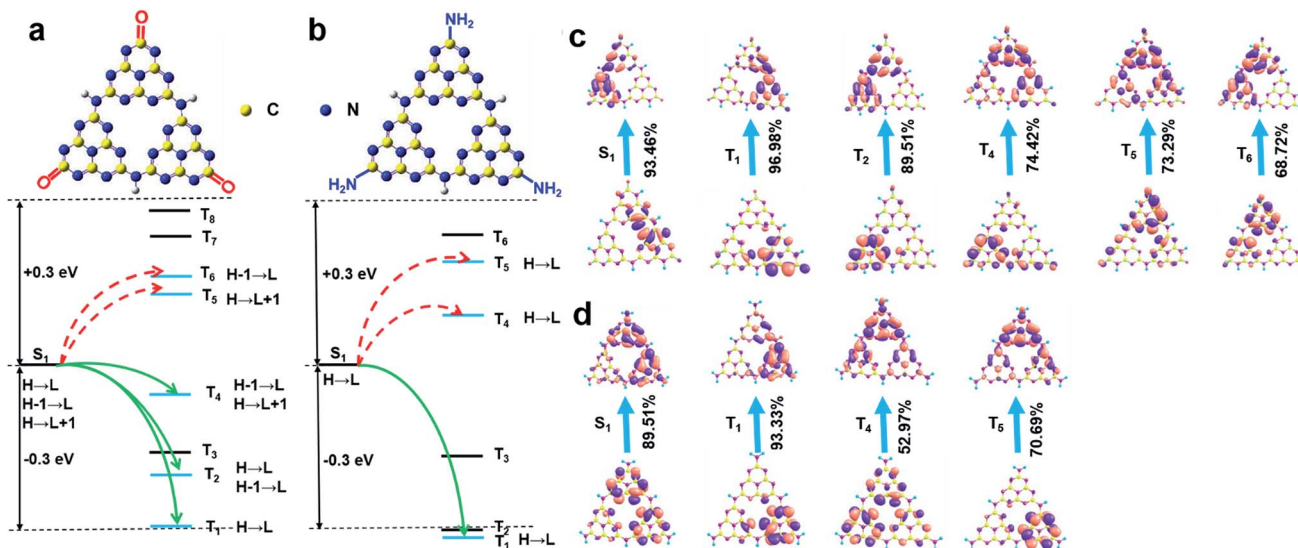 a
O
O
O
C
N
b
NH₂
H₂N
NH₂
+0.3 eV
-0.3 eV
S₁
H→L
H-1→L
H→L+1
T₈
T₇
T₆ H-1→L
T₅ H→L+1
T₄ H-1→L
H→L+1
T₃
T₂ H→L
H-1→L
T₁ H→L
+0.3 eV
-0.3 eV
S₁
H→L
T₆
T₅ H→L
T₄ H→L
T₃
T₂
T₁ H→L
c
S₁
93.46%
T₁
96.98%
T₂
89.51%
T₄
74.42%
T₅
73.29%
T₆
68.72%
d
S₁
89.51%
T₁
93.33%
T₄
52.97%
T₅
70.69%